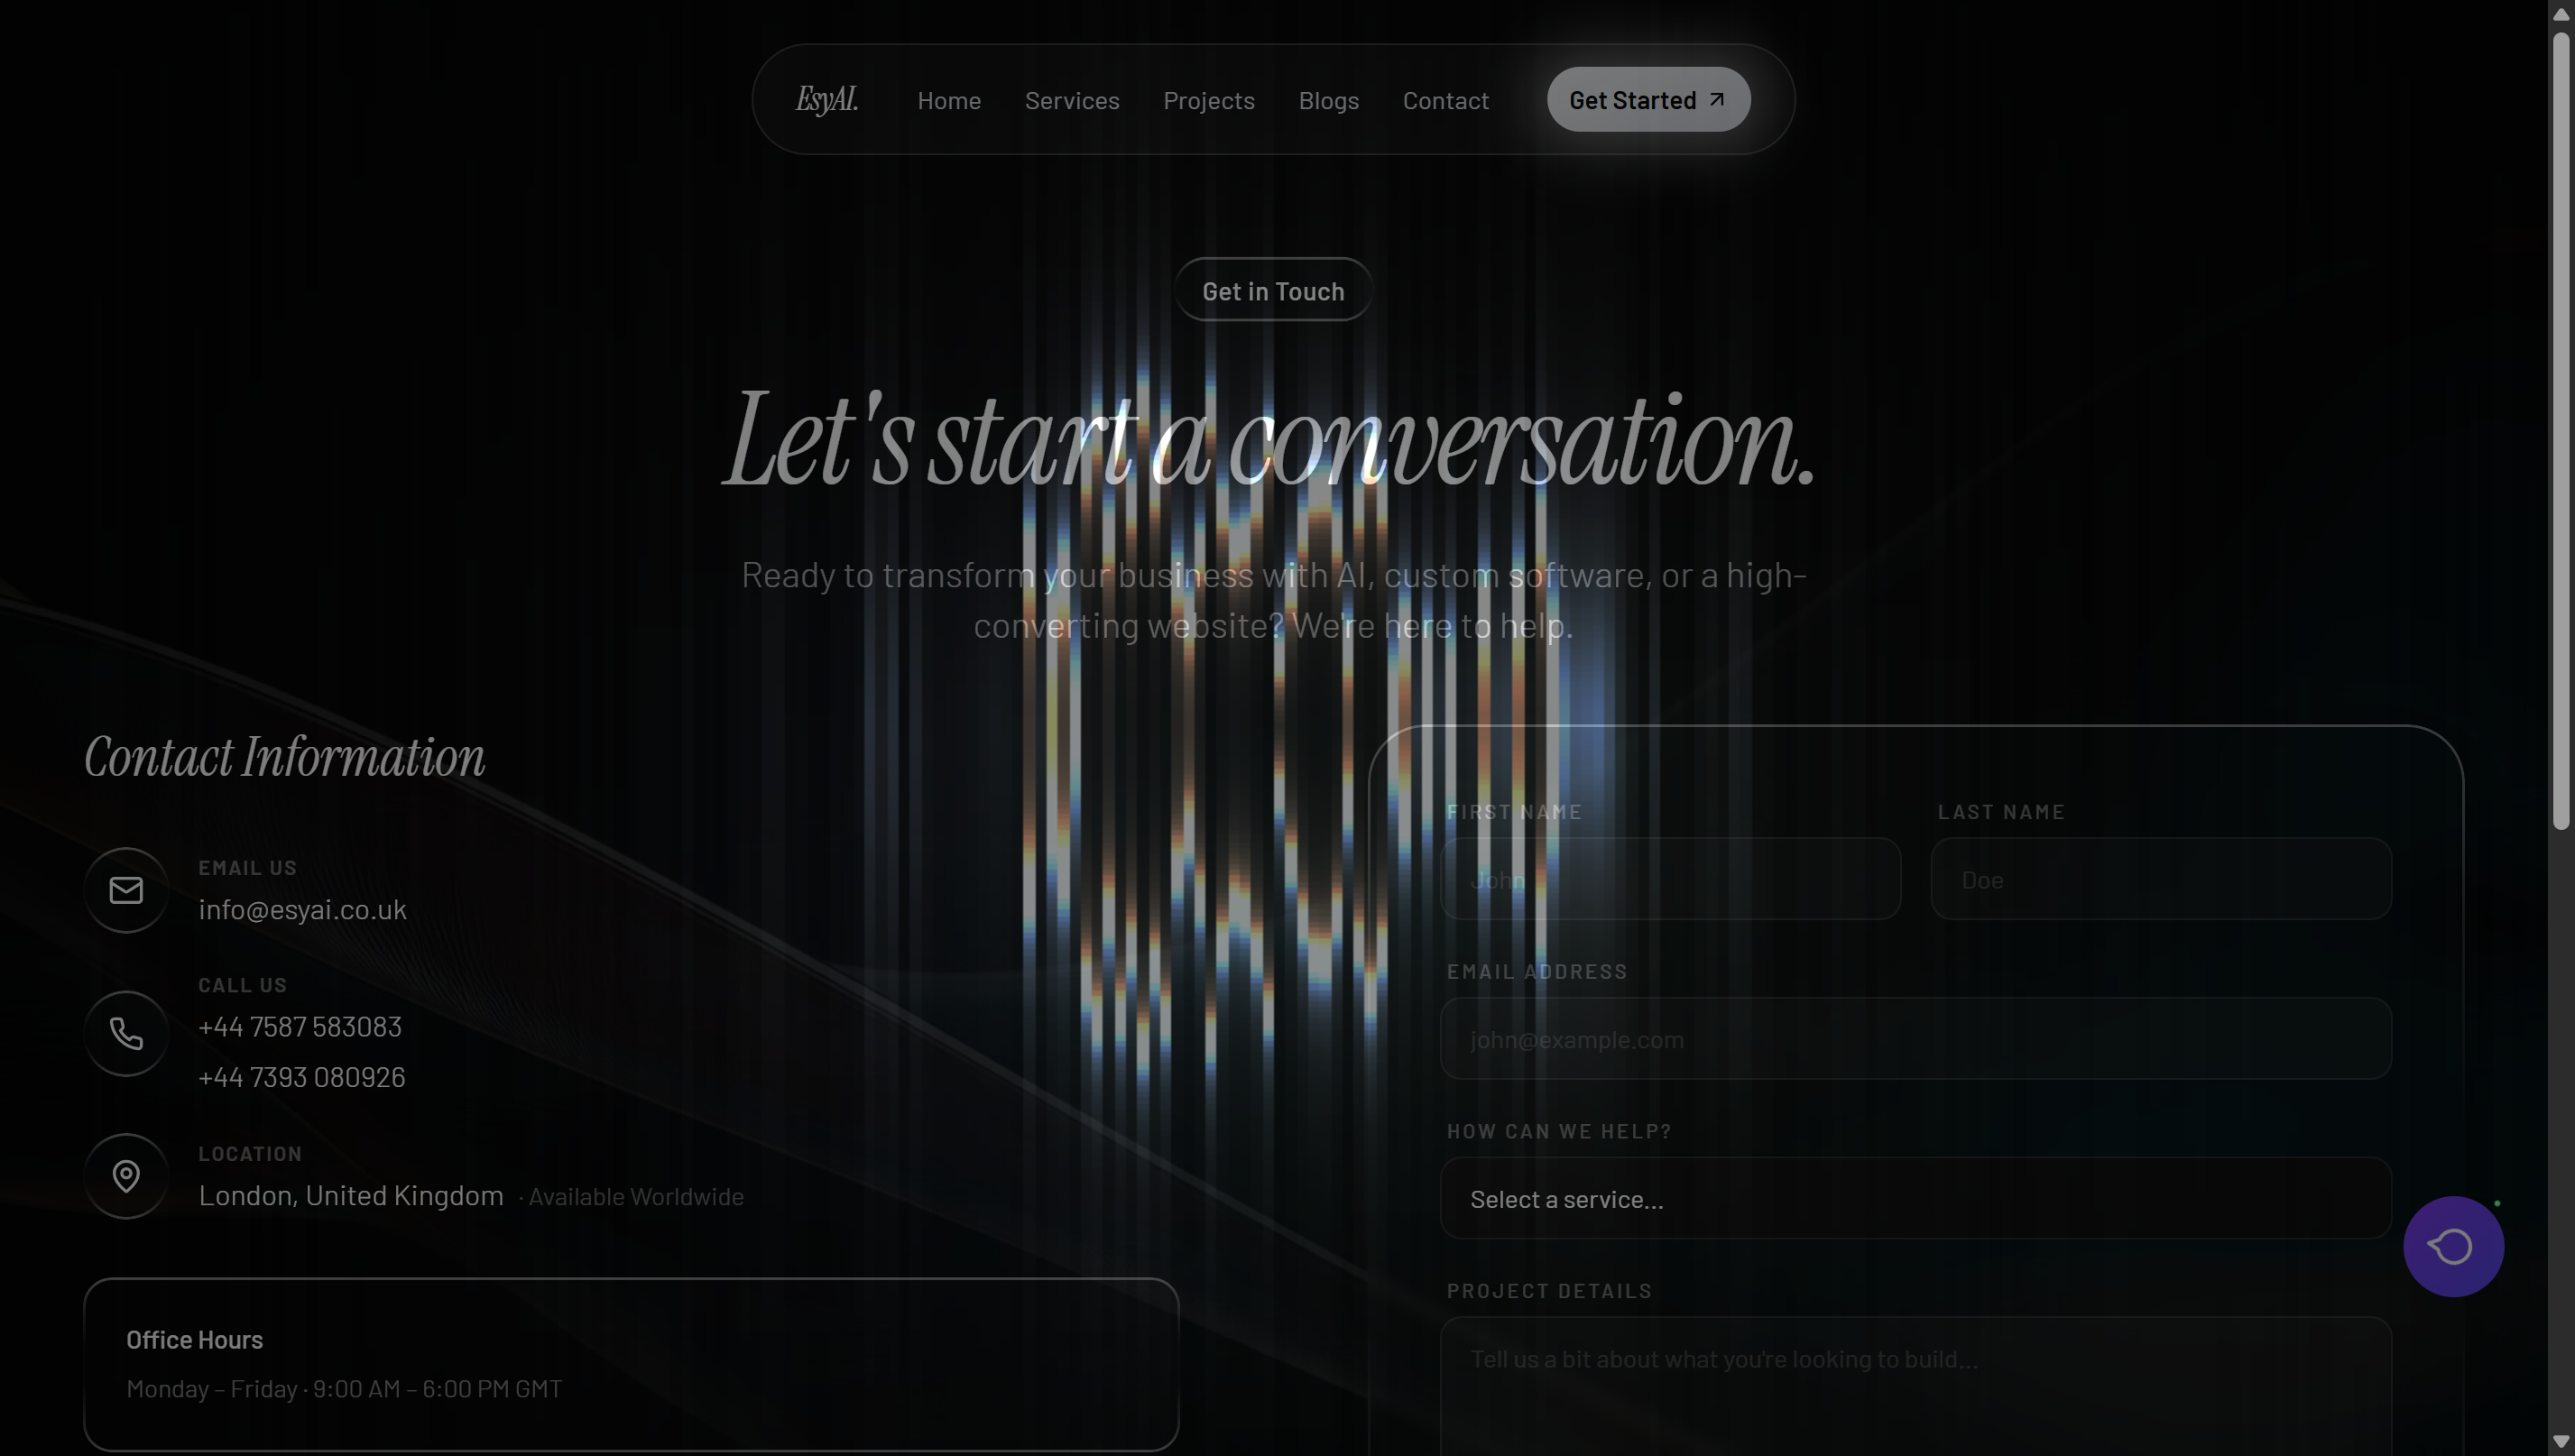 EsyAI.
Home
Services
Projects
Blogs
Contact
Get Started
Get in Touch
Let's start a conversation.
Ready to transform your business with AI, custom software, or a high-
converting website? We're here to help.
Contact Information
EMAIL US
info@esyai.co.uk
CALL US
+44 7587 583083
+44 7393 080926
LOCATION
London, United Kingdom · Available Worldwide
Office Hours
Monday – Friday · 9:00 AM – 6:00 PM GMT
FIRST NAME
John
LAST NAME
Doe
EMAIL ADDRESS
john@example.com
HOW CAN WE HELP?
Select a service...
PROJECT DETAILS
Tell us a bit about what you're looking to build...